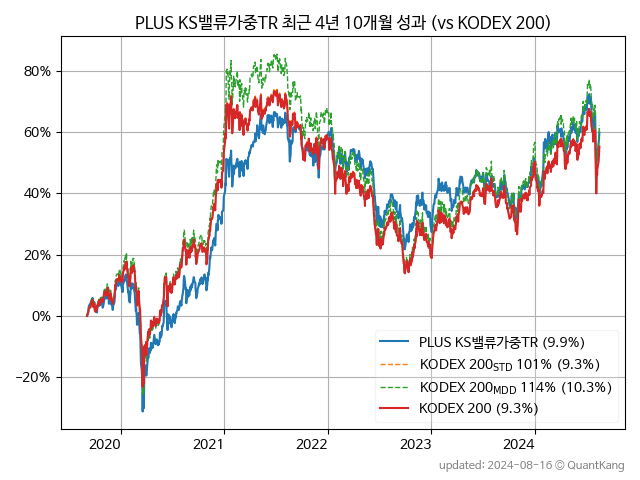 PLUS KS밸류가중TR 최근 4년 10개월 성과 (vs KODEX 200)
80%
60%
40%
20%
0%
−20%
PLUS KS밸류가중TR (9.9%)
KODEX 200STD 101% (9.3%)
KODEX 200MDD 114% (10.3%)
KODEX 200 (9.3%)
2020 2021 2022 2023 2024
updated: 2024-08-16 © QuantKang